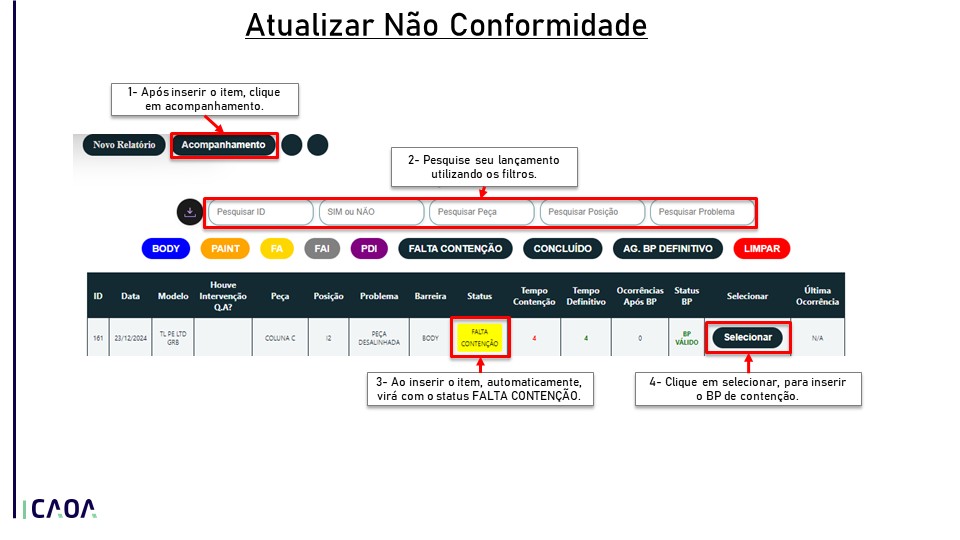 Atualizar Não Conformidade
1- Após inserir o item, clique
em acompanhamento.
Novo Relatório
Acompanhamento
2- Pesquise seu lançamento
utilizando os filtros.
Pesquisar ID
SIM ou NÃO
Pesquisar Peça
Pesquisar Posição
Pesquisar Problema
BODY
PAINT
FA
FAI
PDI
FALTA CONTENÇÃO
CONCLUÍDO
AG. BP DEFINITIVO
LIMPAR
ID
Data
Modelo
Houve
Intervenção
Q.A?
Peça
Posição
Problema
Barreira
Status
Tempo
Contenção
Tempo
Definitivo
Ocorrências
Após BP
Status
BP
Selecionar
Última
Ocorrência
161
23/12/2024
TL PE LTD
GRB
COLUNA C
I2
PEÇA
DESALINHADA
BODY
FALTA
CONTENÇÃO
4
4
0
BP
VÁLIDO
Selecionar
N/A
3- Ao inserir o item, automaticamente,
virá com o status FALTA CONTENÇÃO.
4- Clique em selecionar, para inserir
o BP de contenção.
CAOA